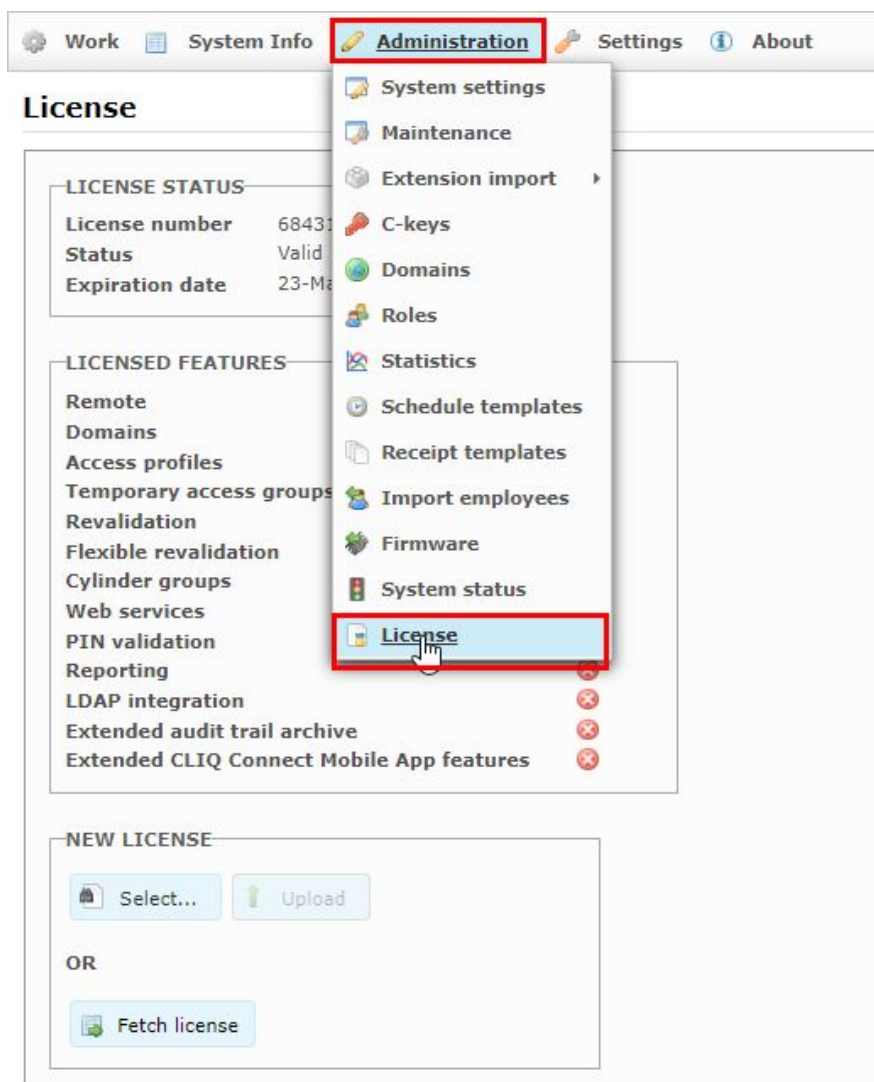 Work System Info Administration Settings About
License
System settings
Maintenance
Extension import
C-keys
Domains
Roles
Statistics
Schedule templates
Receipt templates
Import employees
Firmware
System status
License
LICENSE STATUS
License number
Status Valid
Expiration date
LICENSED FEATURES
Remote
Domains
Access profiles
Temporary access groups
Revalidation
Flexible revalidation
Cylinder groups
Web services
PIN validation
Reporting
LDAP integration
Extended audit trail archive
Extended CLIQ Connect Mobile App features
NEW LICENSE
Select... Upload
OR
Fetch license